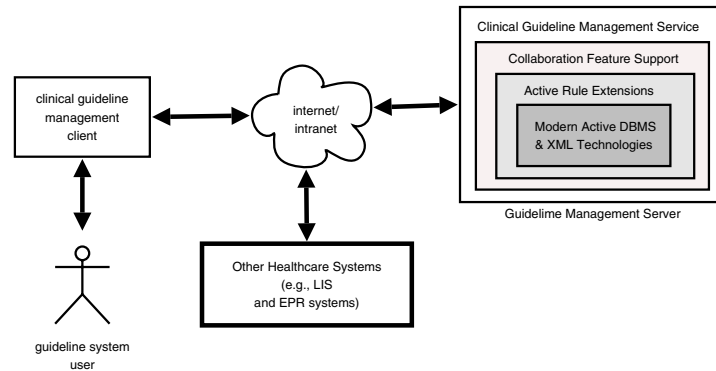 Clinical Guideline Management Service
Collaboration Feature Support
Active Rule Extensions
Modern Active DBMS
& XML Technologies
Guidelime Management Server
clinical guideline
management
client
internet/
intranet
Other Healthcare Systems
(e.g., LIS
and EPR systems)
guideline system
user